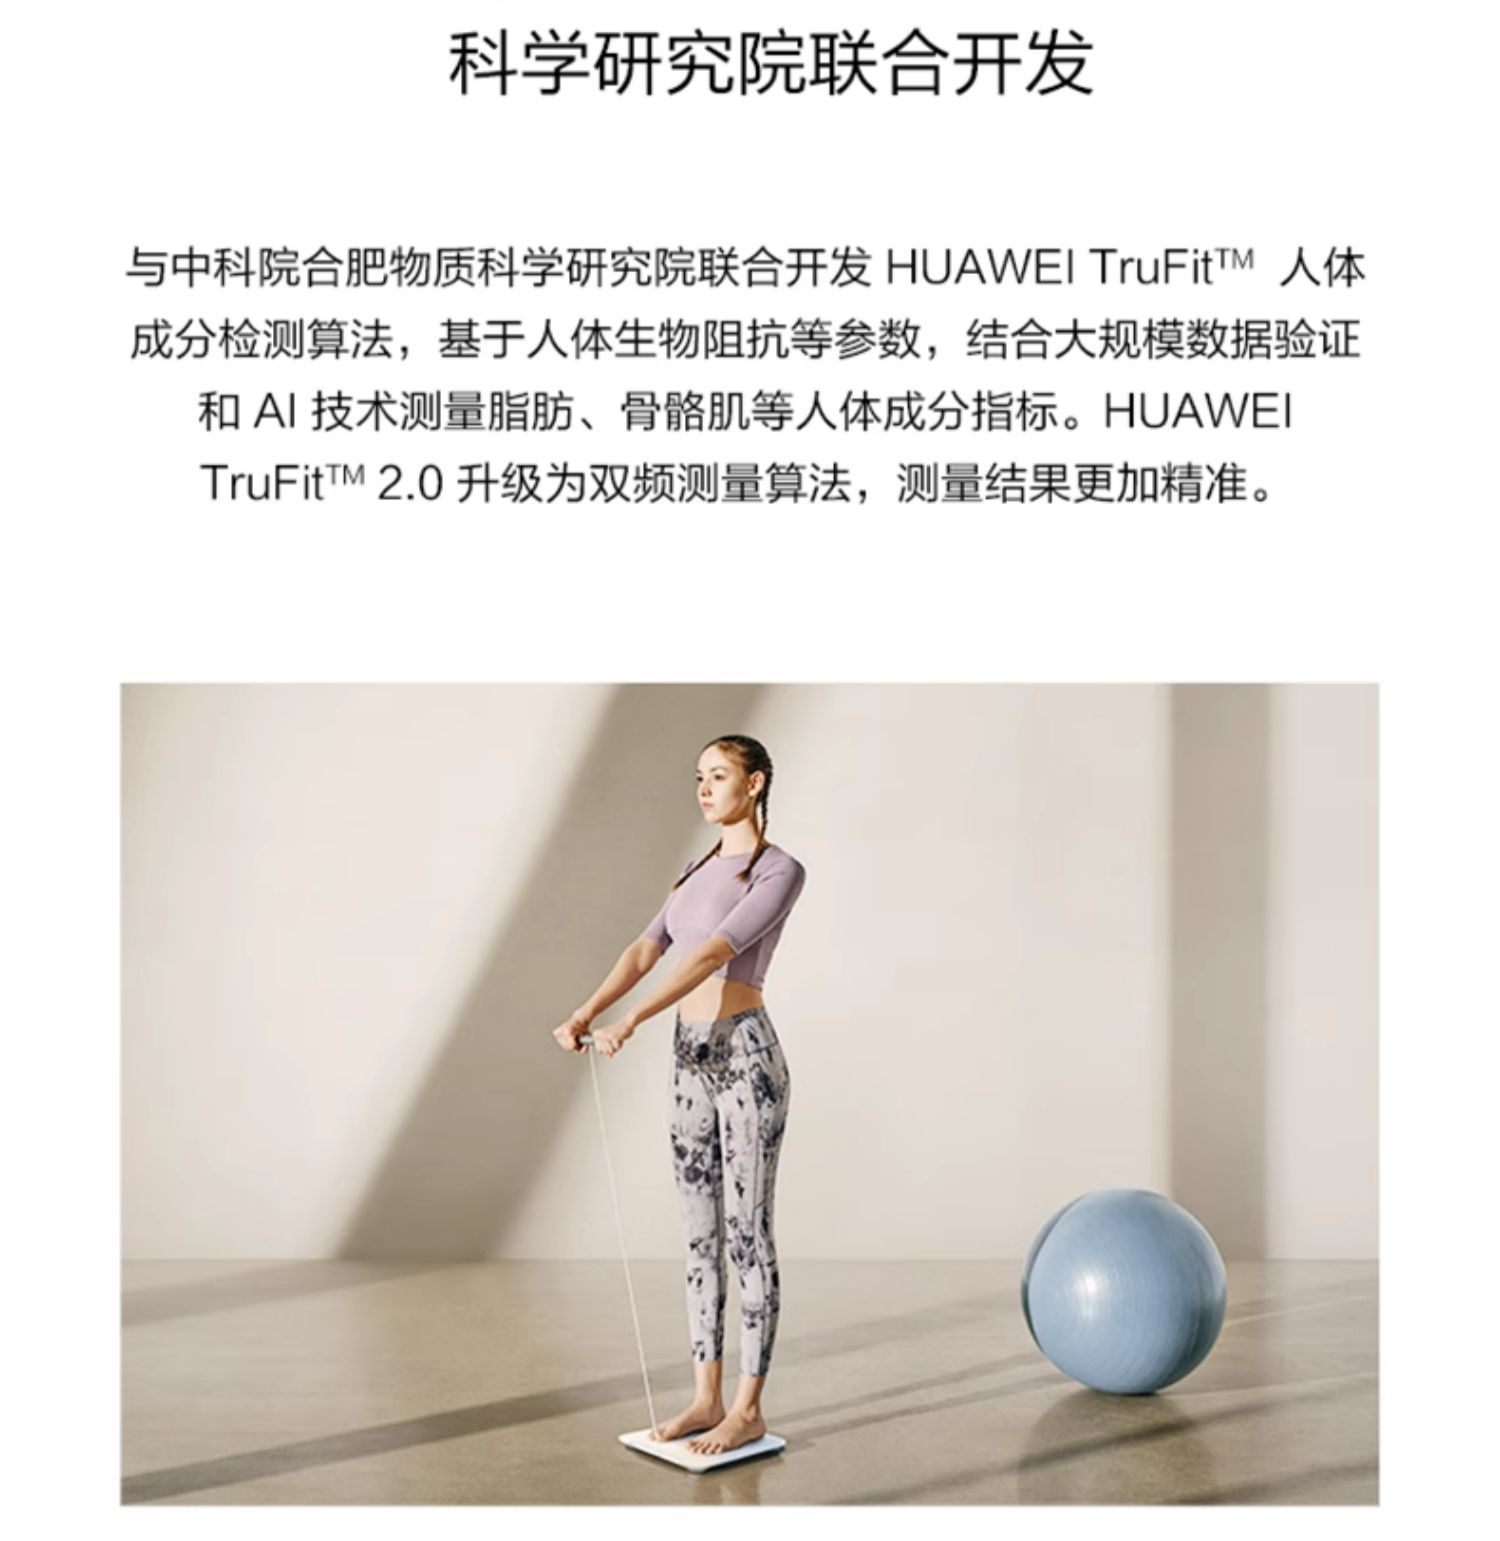 科学研究院联合开发
与中科院合肥物质科学研究院联合开发 HUAWEI TruFit™ 人体
成分检测算法，基于人体生物阻抗等参数，结合大规模数据验证
和 AI 技术测量脂肪、骨骼肌等人体成分指标。HUAWEI
TruFit™ 2.0 升级为双频测量算法，测量结果更加精准。